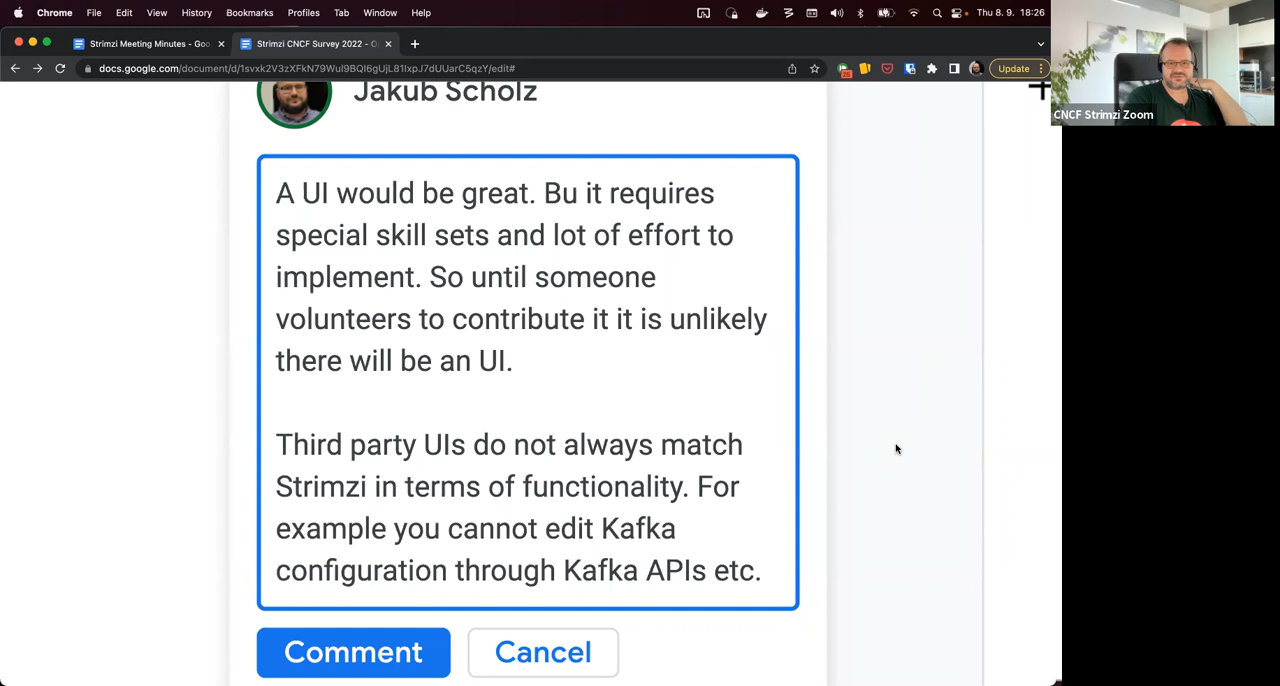 Chrome File Edit View History Bookmarks Profiles Tab Window Help Thu 8. 9. 18:26
Strimzi Meeting Minutes - Goo Strimzi CNCF Survey 2022 - O
docs.google.com/document/d/1svxk2V3zXFkN79Wul9BQI6gUjL81IxpJ7dUUarC5qzY/edit# 26 Update
CNCF Strimzi Zoom
Jakub Scholz
A UI would be great. Bu it requires
special skill sets and lot of effort to
implement. So until someone
volunteers to contribute it it is unlikely
there will be an UI.
Third party UIs do not always match
Strimzi in terms of functionality. For
example you cannot edit Kafka
configuration through Kafka APIs etc.
Comment Cancel